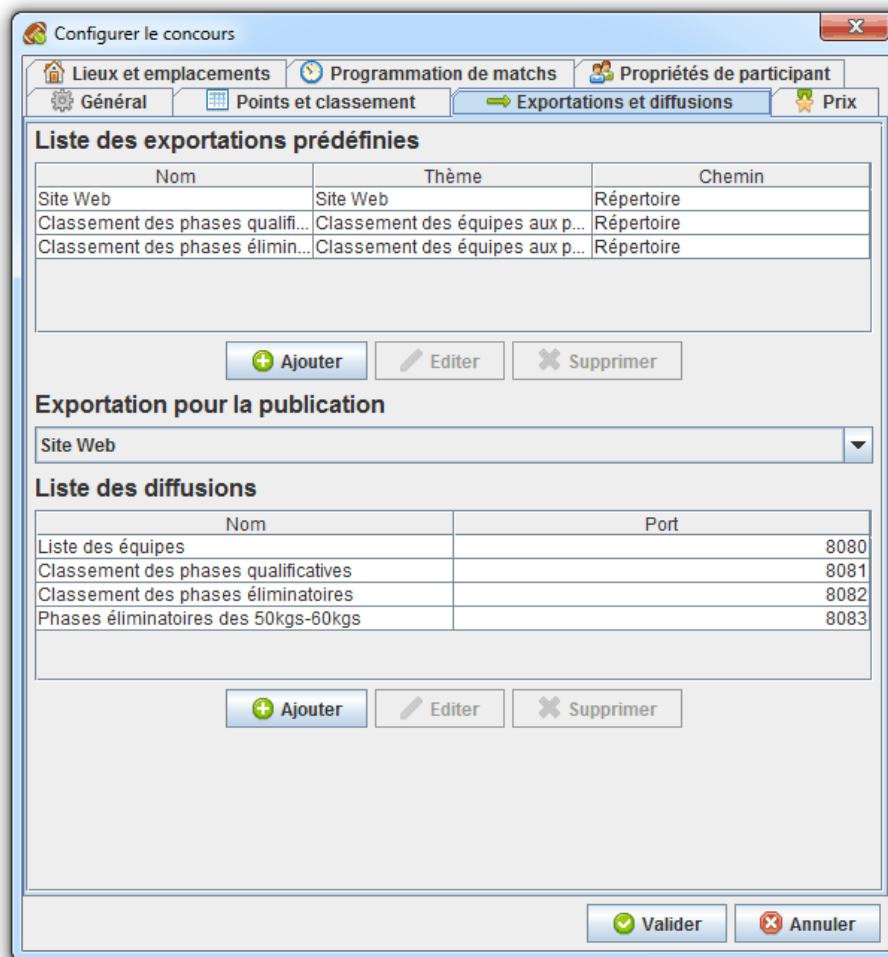 Configurer le concours
Lieux et emplacements Programmation de matchs Propriétés de participant
Général Points et classement Exportations et diffusions Prix
Liste des exportations prédéfinies
Nom Thème Chemin
Site Web Site Web Répertoire
Classement des phases qualifi... Classement des équipes aux p... Répertoire
Classement des phases élimin... Classement des équipes aux p... Répertoire
Ajouter Editer Supprimer
Exportation pour la publication
Site Web
Liste des diffusions
Nom Port
Liste des équipes 8080
Classement des phases qualificatives 8081
Classement des phases éliminatoires 8082
Phases éliminatoires des 50kgs-60kgs 8083
Ajouter Editer Supprimer
Valider Annuler